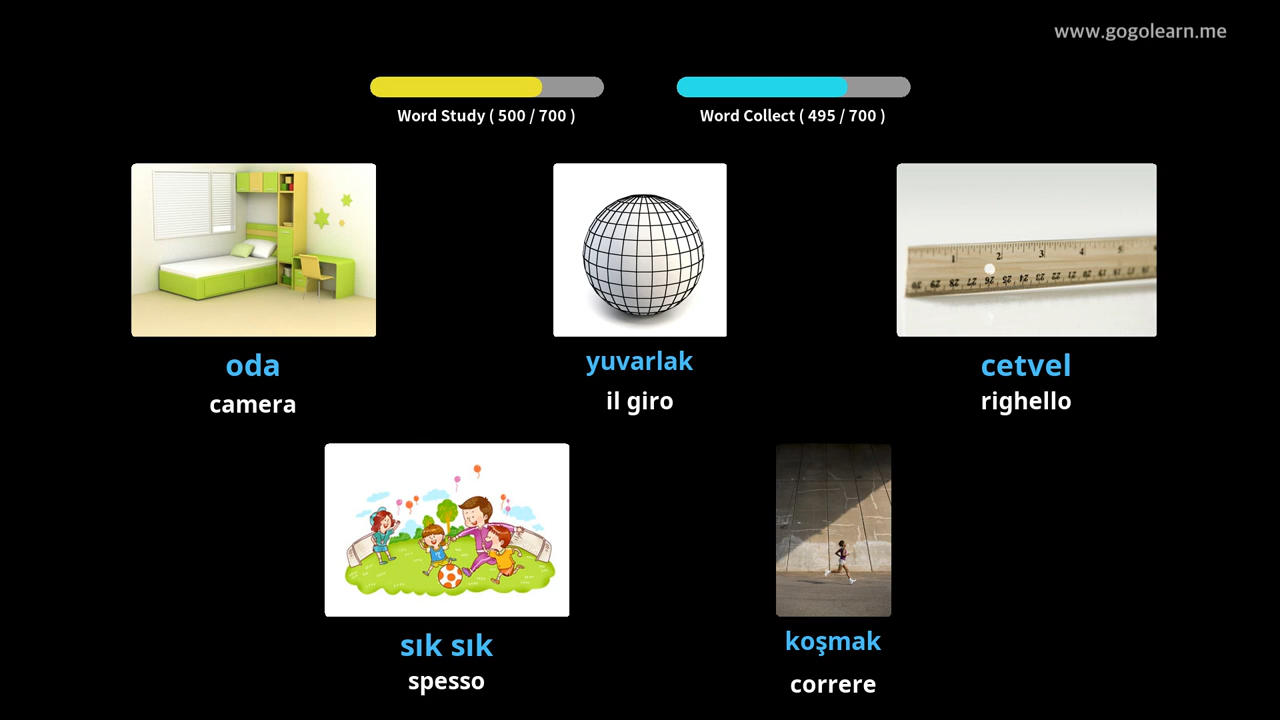 www.gogolearn.me
Word Study ( 500 / 700 )
Word Collect ( 495 / 700 )
oda
camera
yuvarlak
il giro
cetvel
righello
sık sık
spesso
koşmak
correre